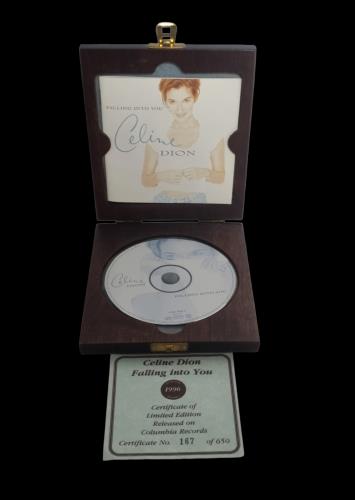 FALLING INTO YOU
Celine
DION
Celine
DION
FALLING INTO YOU
Celine Dion
Falling into You
1996
Certificate of
Limited Edition
Released on
Columbia Records
Certificate No. 167 of 650